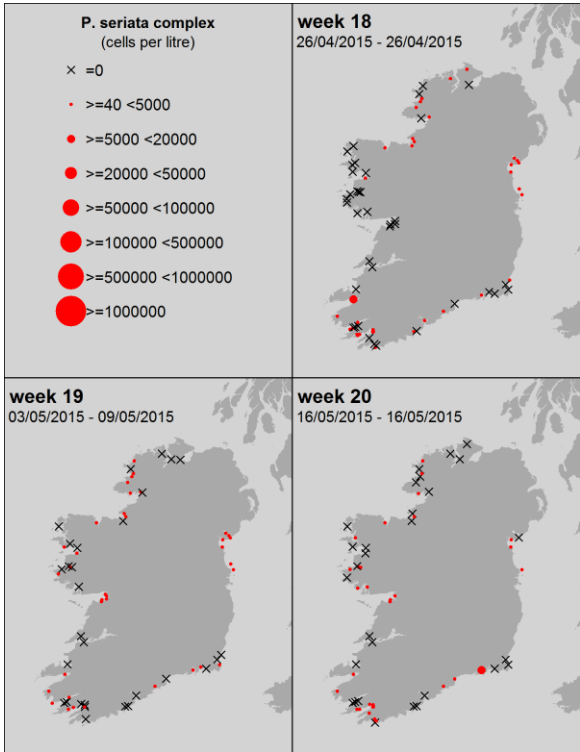 P. seriata complex
(cells per litre)
=0
>=40 <5000
>=5000 <20000
>=20000 <50000
>=50000 <100000
>=100000 <500000
>=500000 <1000000
>=1000000
week 18
26/04/2015 - 26/04/2015
week 19
03/05/2015 - 09/05/2015
week 20
16/05/2015 - 16/05/2015